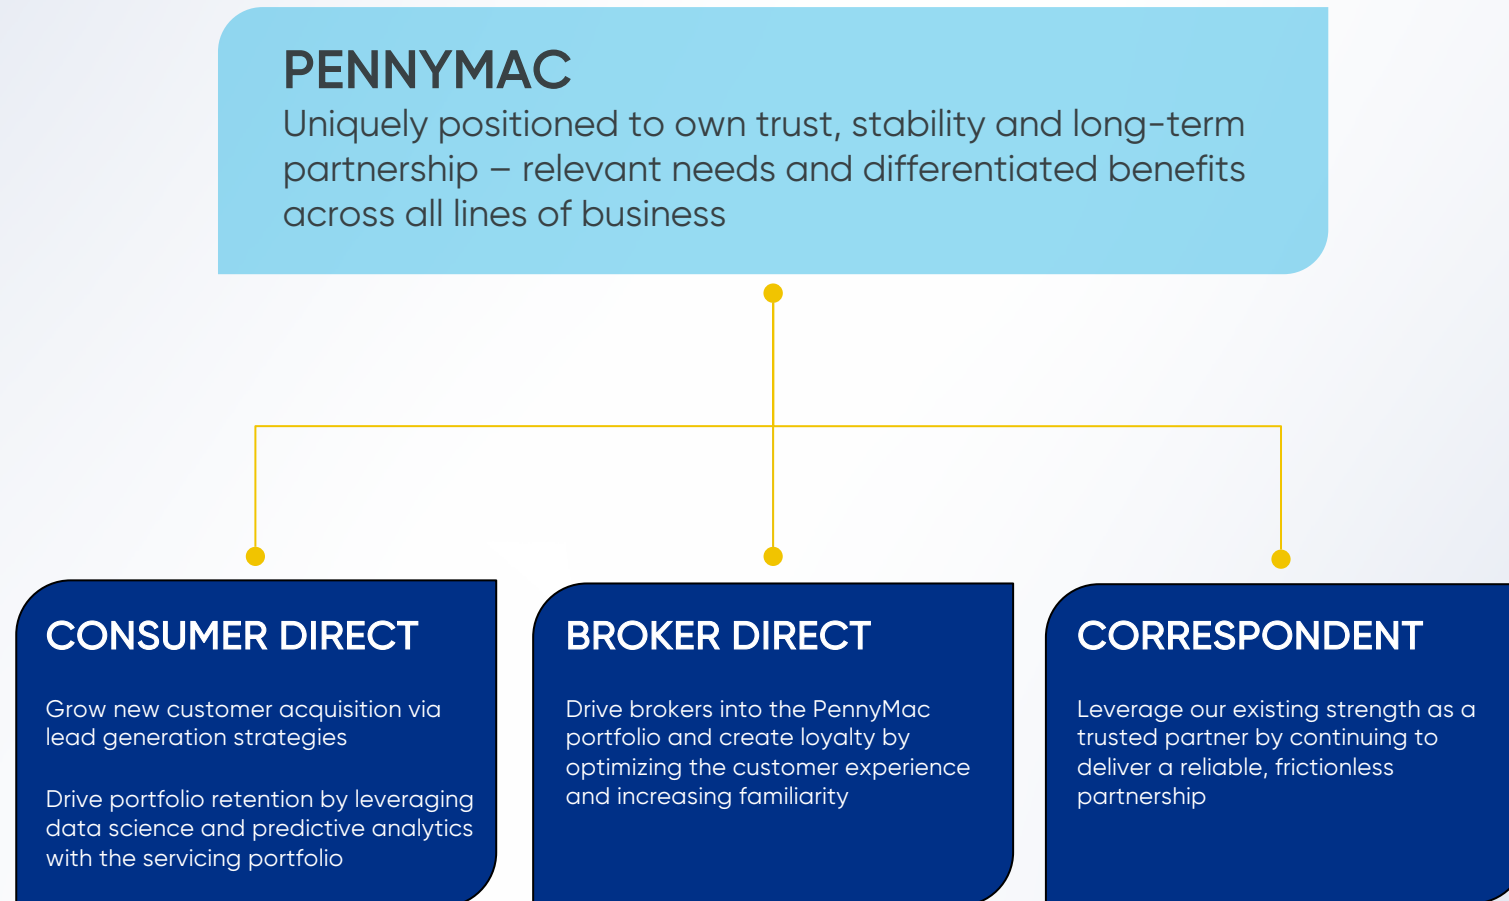 PENNYMAC
Uniquely positioned to own trust, stability and long-term
partnership – relevant needs and differentiated benefits
across all lines of business
CONSUMER DIRECT
Grow new customer acquisition via
lead generation strategies
Drive portfolio retention by leveraging
data science and predictive analytics
with the servicing portfolio
BROKER DIRECT
Drive brokers into the PennyMac
portfolio and create loyalty by
optimizing the customer experience
and increasing familiarity
CORRESPONDENT
Leverage our existing strength as a
trusted partner by continuing to
deliver a reliable, frictionless
partnership